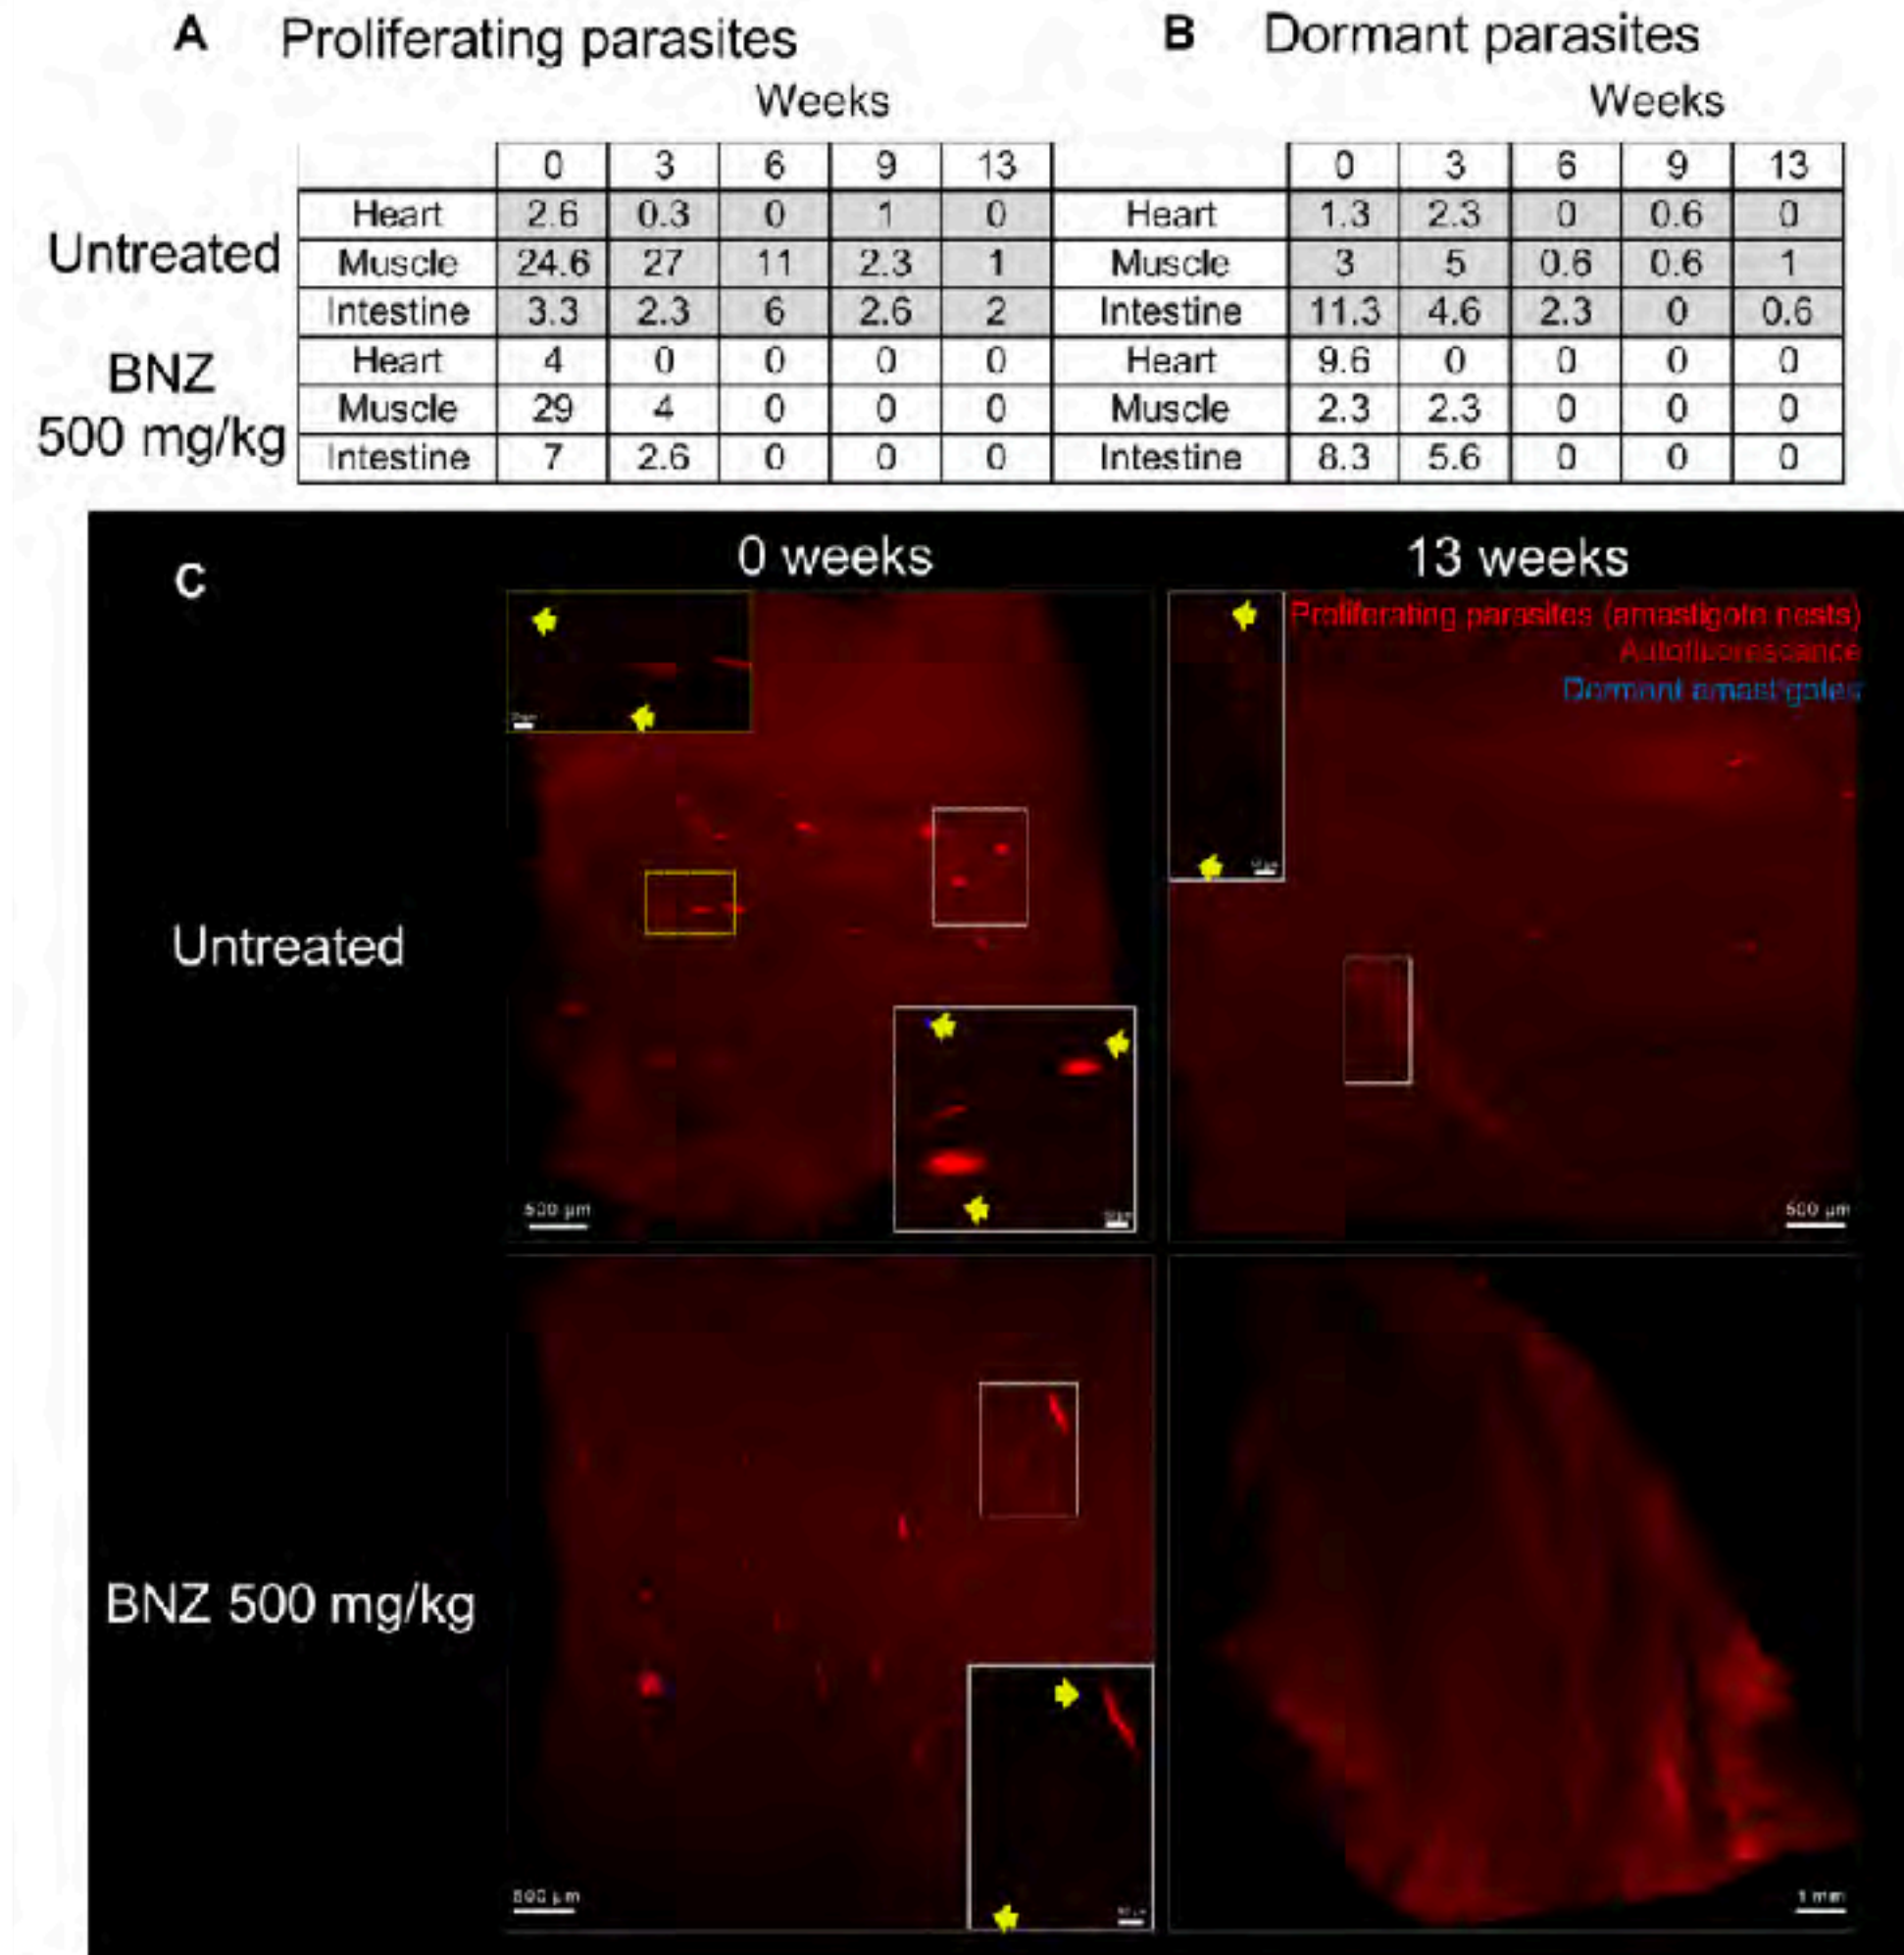 A Proliferating parasites
Weeks
0 3 6 9 13
Untreated
Heart 2.6 0.3 0 1 0
Muscle 24.6 27 11 2.3 1
Intestine 3.3 2.3 6 2.6 2
BNZ
500 mg/kg
Heart 4 0 0 0 0
Muscle 29 4 0 0 0
Intestine 7 2.6 0 0 0
B Dormant parasites
Weeks
0 3 6 9 13
Heart 1.3 2.3 0 0.6 0
Muscle 3 5 0.6 0.6 1
Intestine 11.3 4.6 2.3 0 0.6
Heart 9.6 0 0 0 0
Muscle 2.3 2.3 0 0 0
Intestine 8.3 5.6 0 0 0
C
0 weeks
13 weeks
Proliferating parasites (amastigote nests)
Autofluorescance
Dormant amastigotes
Untreated
500 µm
500 µm
BNZ 500 mg/kg
500 µm
1 mm